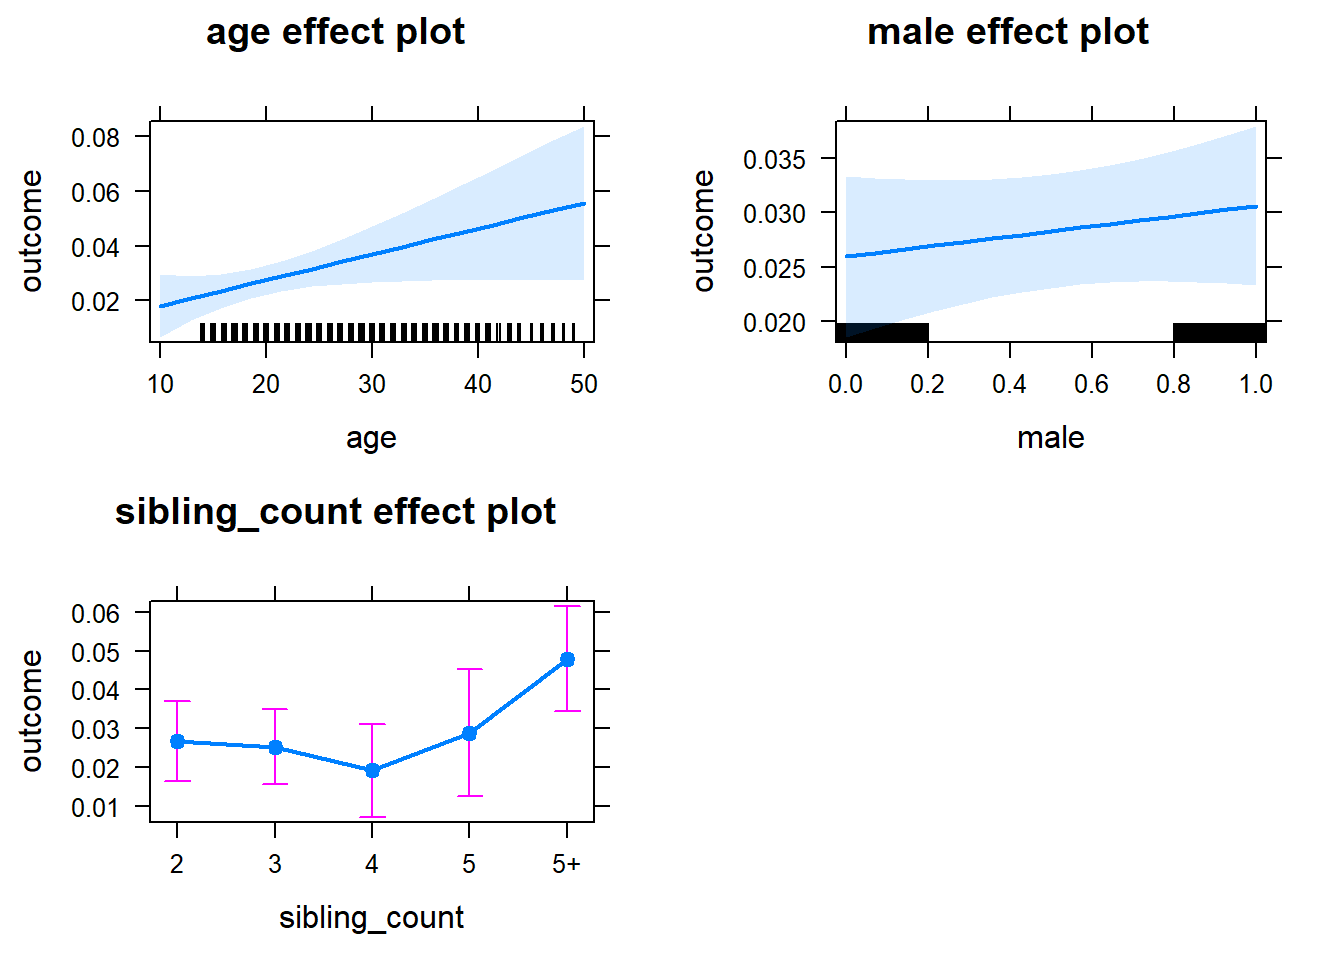 age effect plot
outcome
0.08
0.06
0.04
0.02
10 20 30 40 50
age
male effect plot
outcome
0.035
0.030
0.025
0.020
0.0 0.2 0.4 0.6 0.8 1.0
male
sibling_count effect plot
outcome
0.06
0.05
0.04
0.03
0.02
0.01
2 3 4 5 5+
sibling_count